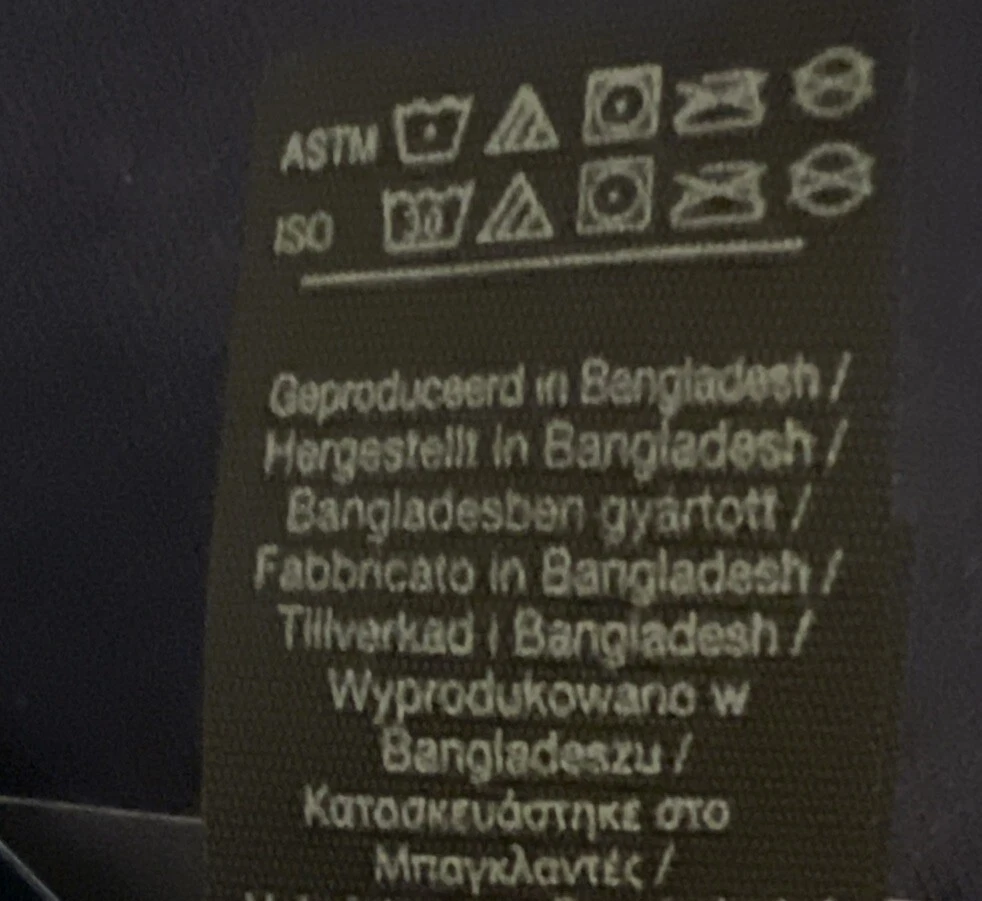 ASTM
ISO 30
Geproduceerd in Bangladesh /
Hergestellt in Bangladesh /
Bangladesben gyártott /
Fabbricato in Bangladesh /
Tillverkad i Bangladesh /
Wyprodukowano w
Bangladeszu /
Κατασκευάστηκε στο
Μπαγκλαντές /